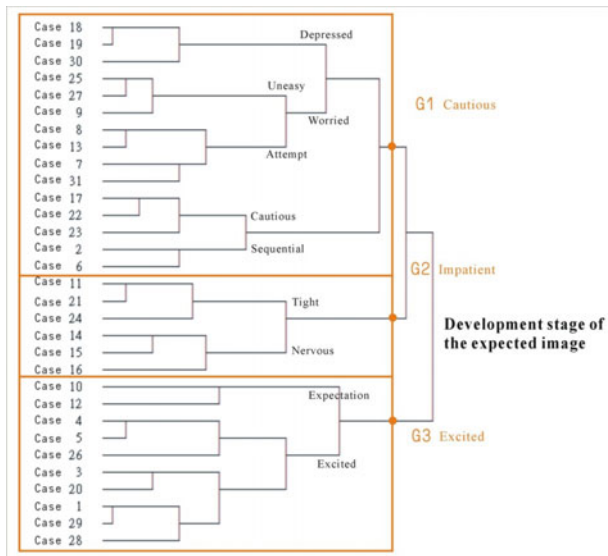 Case 18
Case 19
Case 30
Case 25
Case 27
Case 9
Case 8
Case 13
Case 7
Case 31
Case 17
Case 22
Case 23
Case 2
Case 6
Case 11
Case 21
Case 24
Case 14
Case 15
Case 16
Case 10
Case 12
Case 4
Case 5
Case 26
Case 3
Case 20
Case 1
Case 29
Case 28
Depressed
Uneasy
Worried
Attempt
Cautious
Sequential
Tight
Nervous
Expectation
Excited
G1 Cautious
G2 Impatient
G3 Excited
Development stage of
the expected image